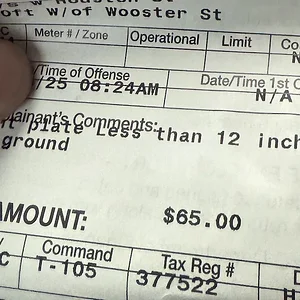 W/of Wooster St
Meter # / Zone Operational Limit
/Time of Offense Date/Time 1st
/25 08:24AM N/A
ainant's Comments:
plate Less than 12 inch
ground
AMOUNT: $65.00
Command Tax Reg #
T-105 377522